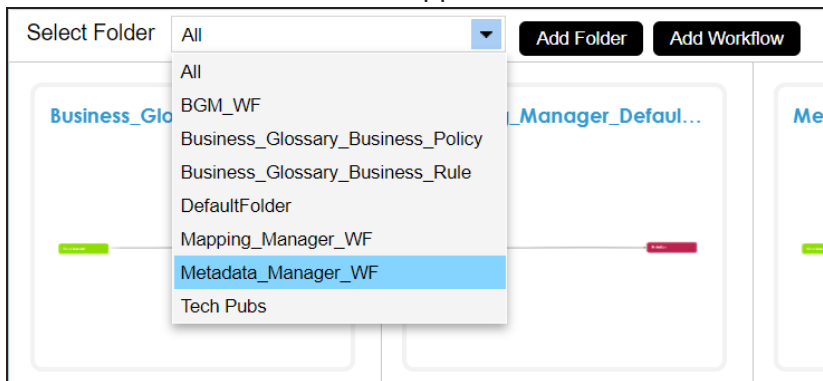 Select Folder All Add Folder Add Workflow
All
BGM_WF
Business_Glossary_Business_Policy
Business_Glossary_Business_Rule
DefaultFolder
Mapping_Manager_WF
Metadata_Manager_WF
Tech Pubs
Business_Glo
_Manager_Defaul...
Me